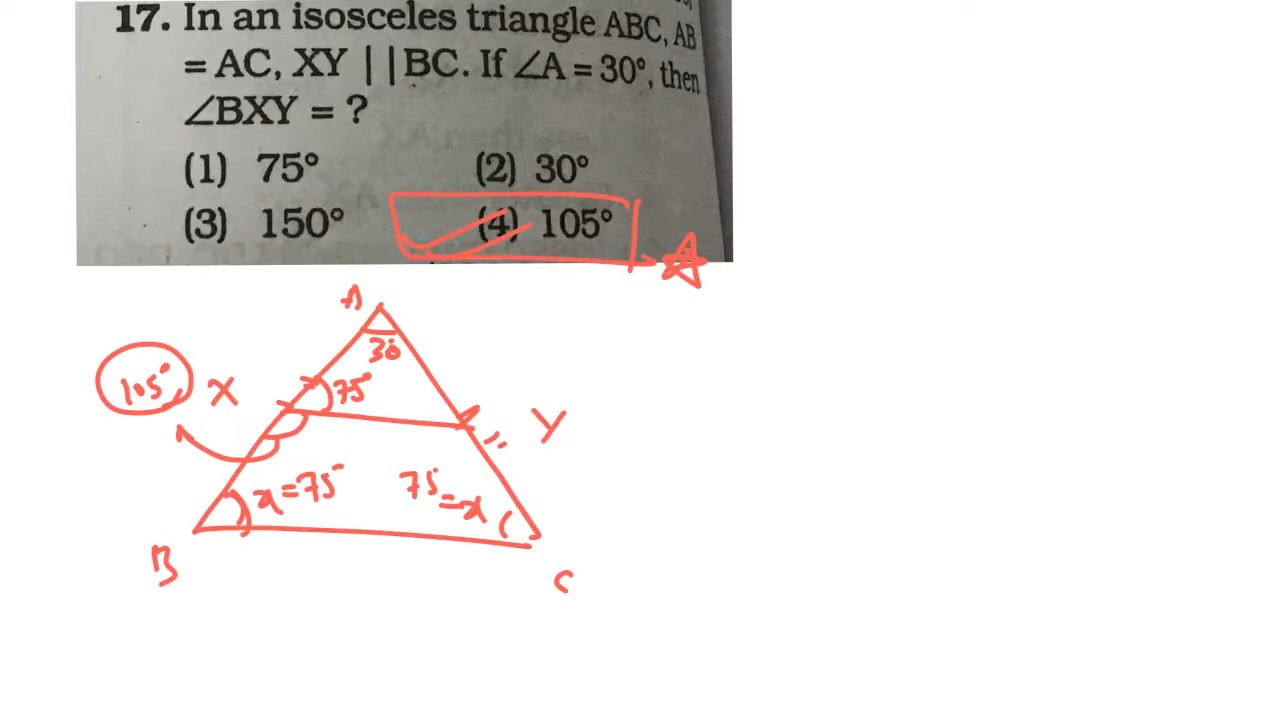 17. In an isosceles triangle ABC, AB
= AC, XY ||BC. If ∠A = 30°, then
∠BXY = ?
(1) 75° (2) 30°
(3) 150° (4) 105°
A
30°
105° X 75° Y
x=75° 75°=x
B C